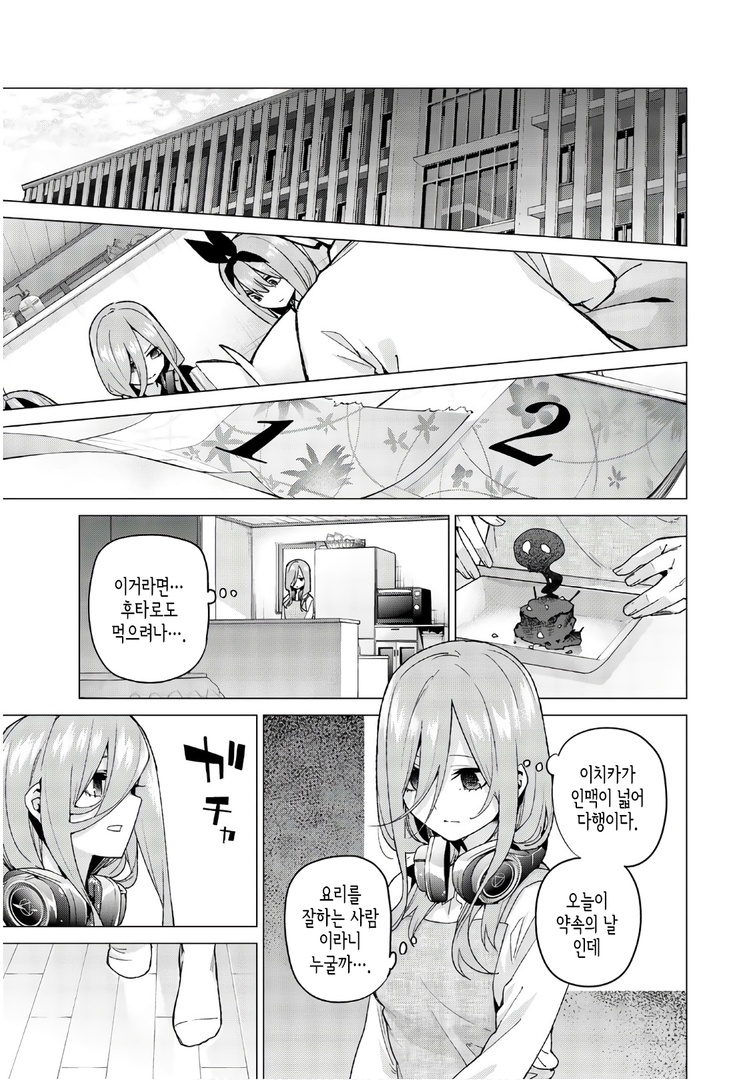 1
2
이거라면…
후타로도
먹으려나….
이치카가
인맥이 넓어
다행이다.
오늘이
약속의 날
인데
요리를
잘하는 사람
이라니
누굴까….
ガ
チャ